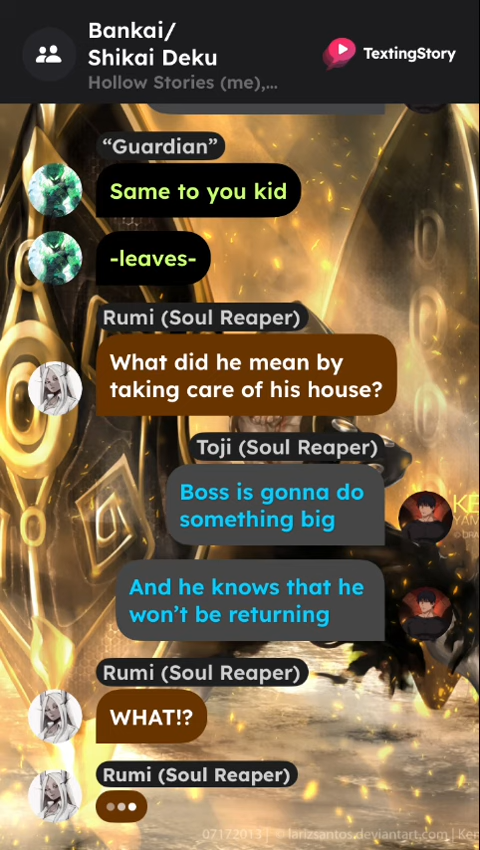 Bankai/
Shikai Deku
Hollow Stories (me),...
TextingStory
“Guardian”
Same to you kid
-leaves-
Rumi (Soul Reaper)
What did he mean by
taking care of his house?
Toji (Soul Reaper)
Boss is gonna do
something big
And he knows that he
won’t be returning
Rumi (Soul Reaper)
WHAT!?
Rumi (Soul Reaper)
07172013 | © larizsantos.deviantart.com | Ken